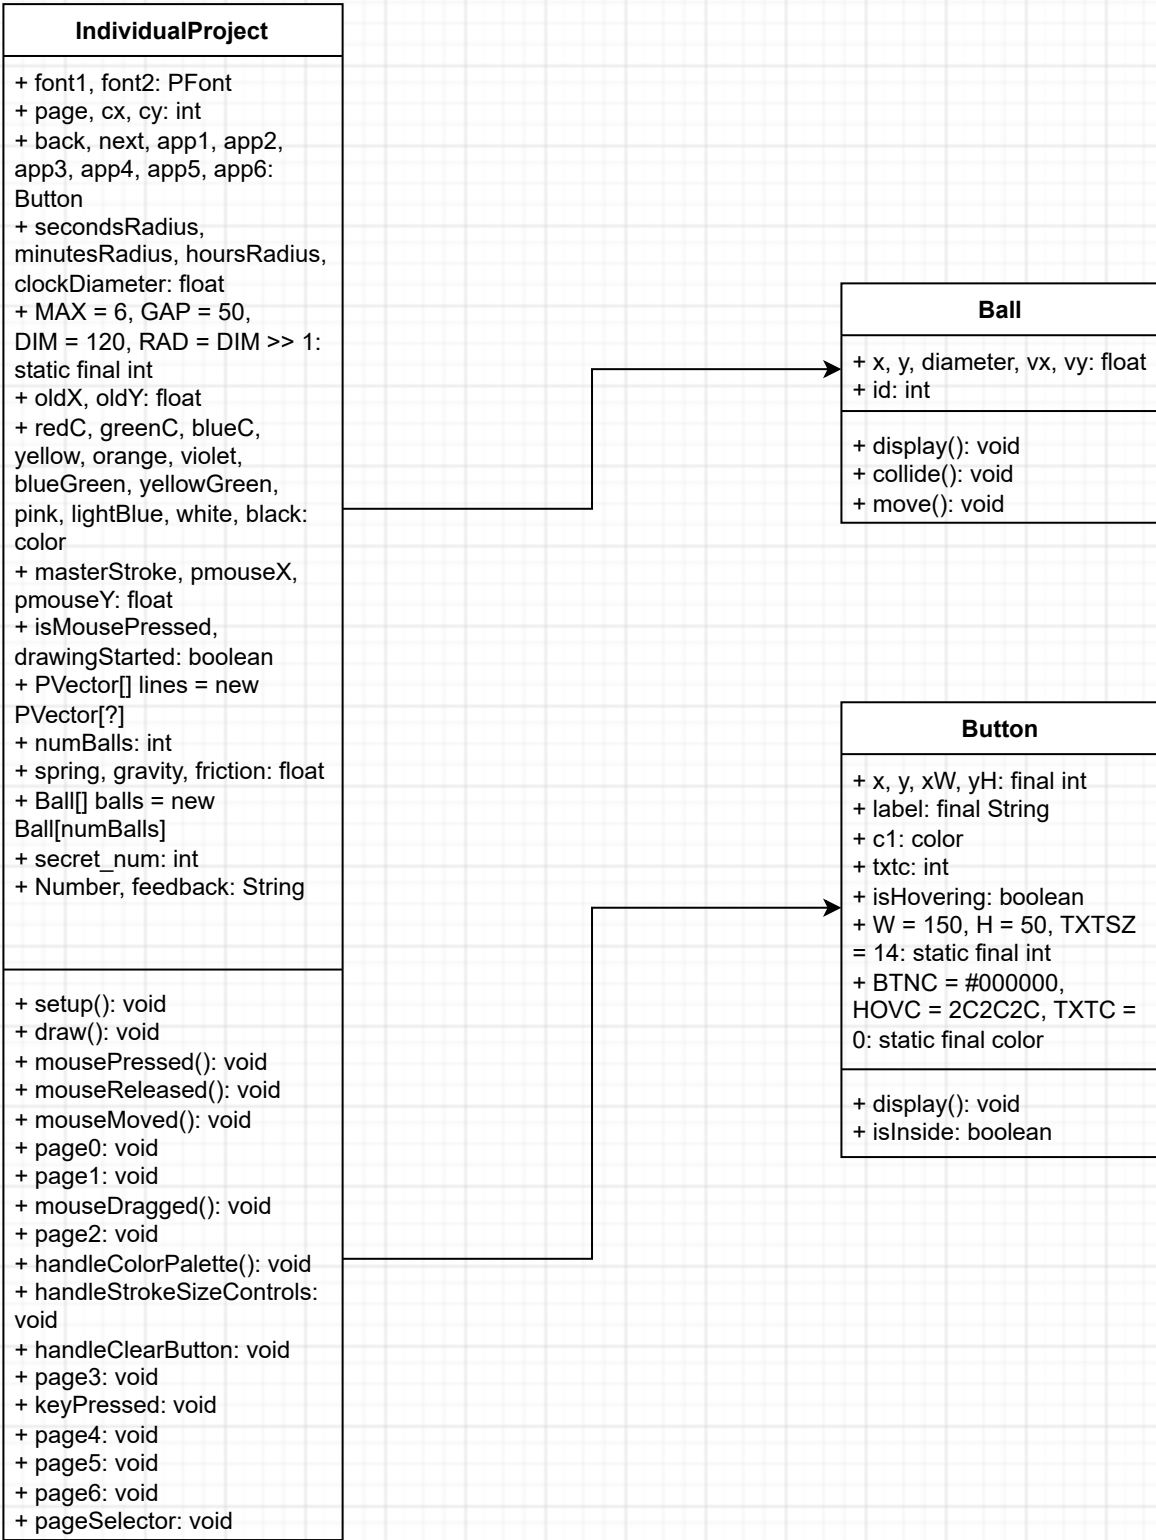 IndividualProject
+ font1, font2: PFont
+ page, cx, cy: int
+ back, next, app1, app2,
app3, app4, app5, app6:
Button
+ secondsRadius,
minutesRadius, hoursRadius,
clockDiameter: float
+ MAX = 6, GAP = 50,
DIM = 120, RAD = DIM >> 1:
static final int
+ oldX, oldY: float
+ redC, greenC, blueC,
yellow, orange, violet,
blueGreen, yellowGreen,
pink, lightBlue, white, black:
color
+ masterStroke, pmouseX,
pmouseY: float
+ isMousePressed,
drawingStarted: boolean
+ PVector[] lines = new
PVector[?]
+ numBalls: int
+ spring, gravity, friction: float
+ Ball[] balls = new
Ball[numBalls]
+ secret_num: int
+ Number, feedback: String
+ setup(): void
+ draw(): void
+ mousePressed(): void
+ mouseReleased(): void
+ mouseMoved(): void
+ page0: void
+ page1: void
+ mouseDragged(): void
+ page2: void
+ handleColorPalette(): void
+ handleStrokeSizeControls:
void
+ handleClearButton: void
+ page3: void
+ keyPressed: void
+ page4: void
+ page5: void
+ page6: void
+ pageSelector: void
Ball
+ x, y, diameter, vx, vy: float
+ id: int
+ display(): void
+ collide(): void
+ move(): void
Button
+ x, y, xW, yH: final int
+ label: final String
+ c1: color
+ txtc: int
+ isHovering: boolean
+ W = 150, H = 50, TXTSZ
= 14: static final int
+ BTNC = #000000,
HOVC = 2C2C2C, TXTC =
0: static final color
+ display(): void
+ isInside: boolean